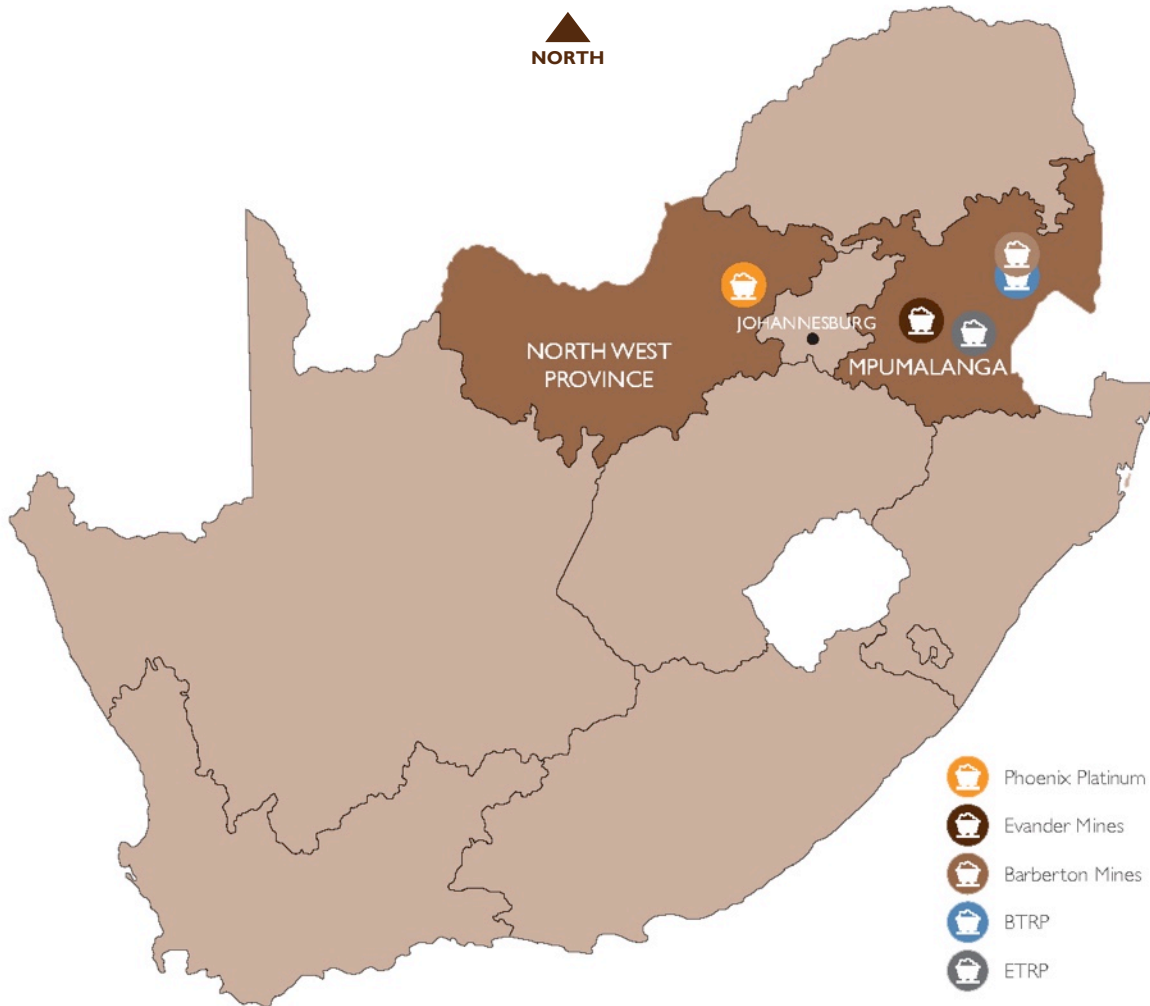 NORTH
JOHANNESBURG
NORTH WEST
PROVINCE
MPUMALANGA
Phoenix Platinum
Evander Mines
Barberton Mines
BTRP
ETRP